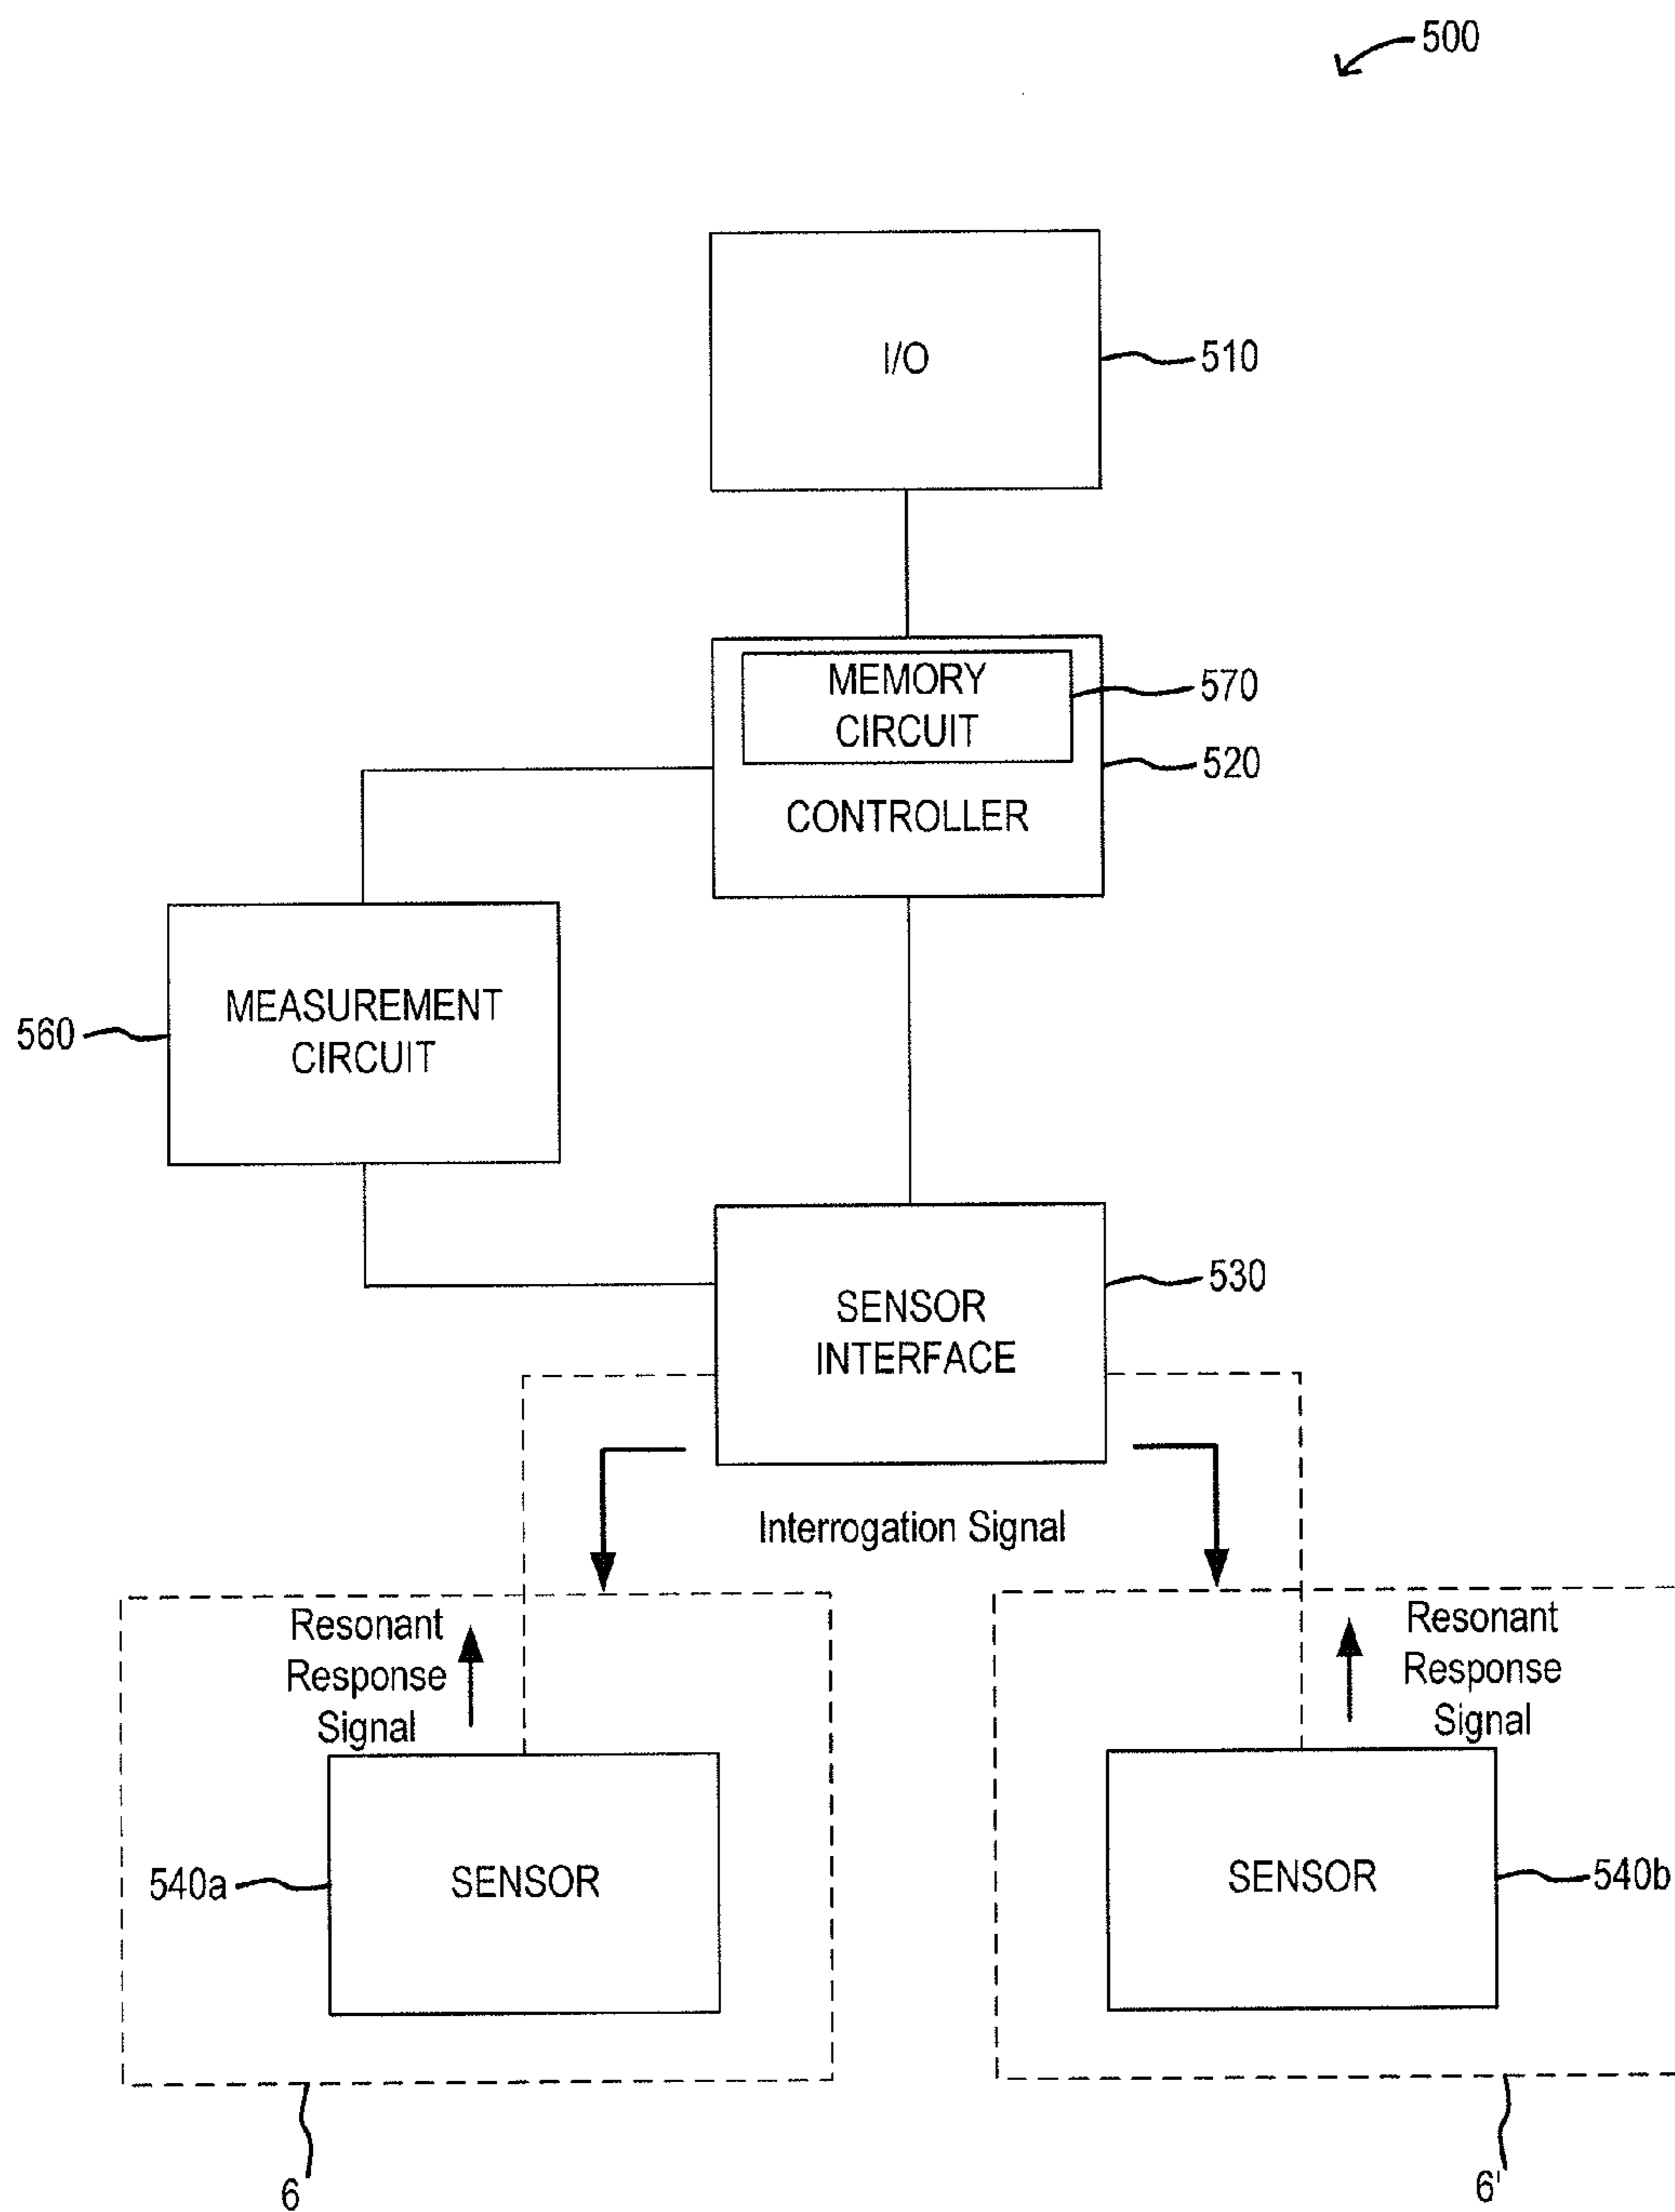 500
I/O
510
MEMORY
CIRCUIT
570
520
CONTROLLER
MEASUREMENT
CIRCUIT
560
530
SENSOR
INTERFACE
Interrogation Signal
Resonant
Response
Signal
Resonant
Response
Signal
540a
SENSOR
SENSOR
540b
6
6'